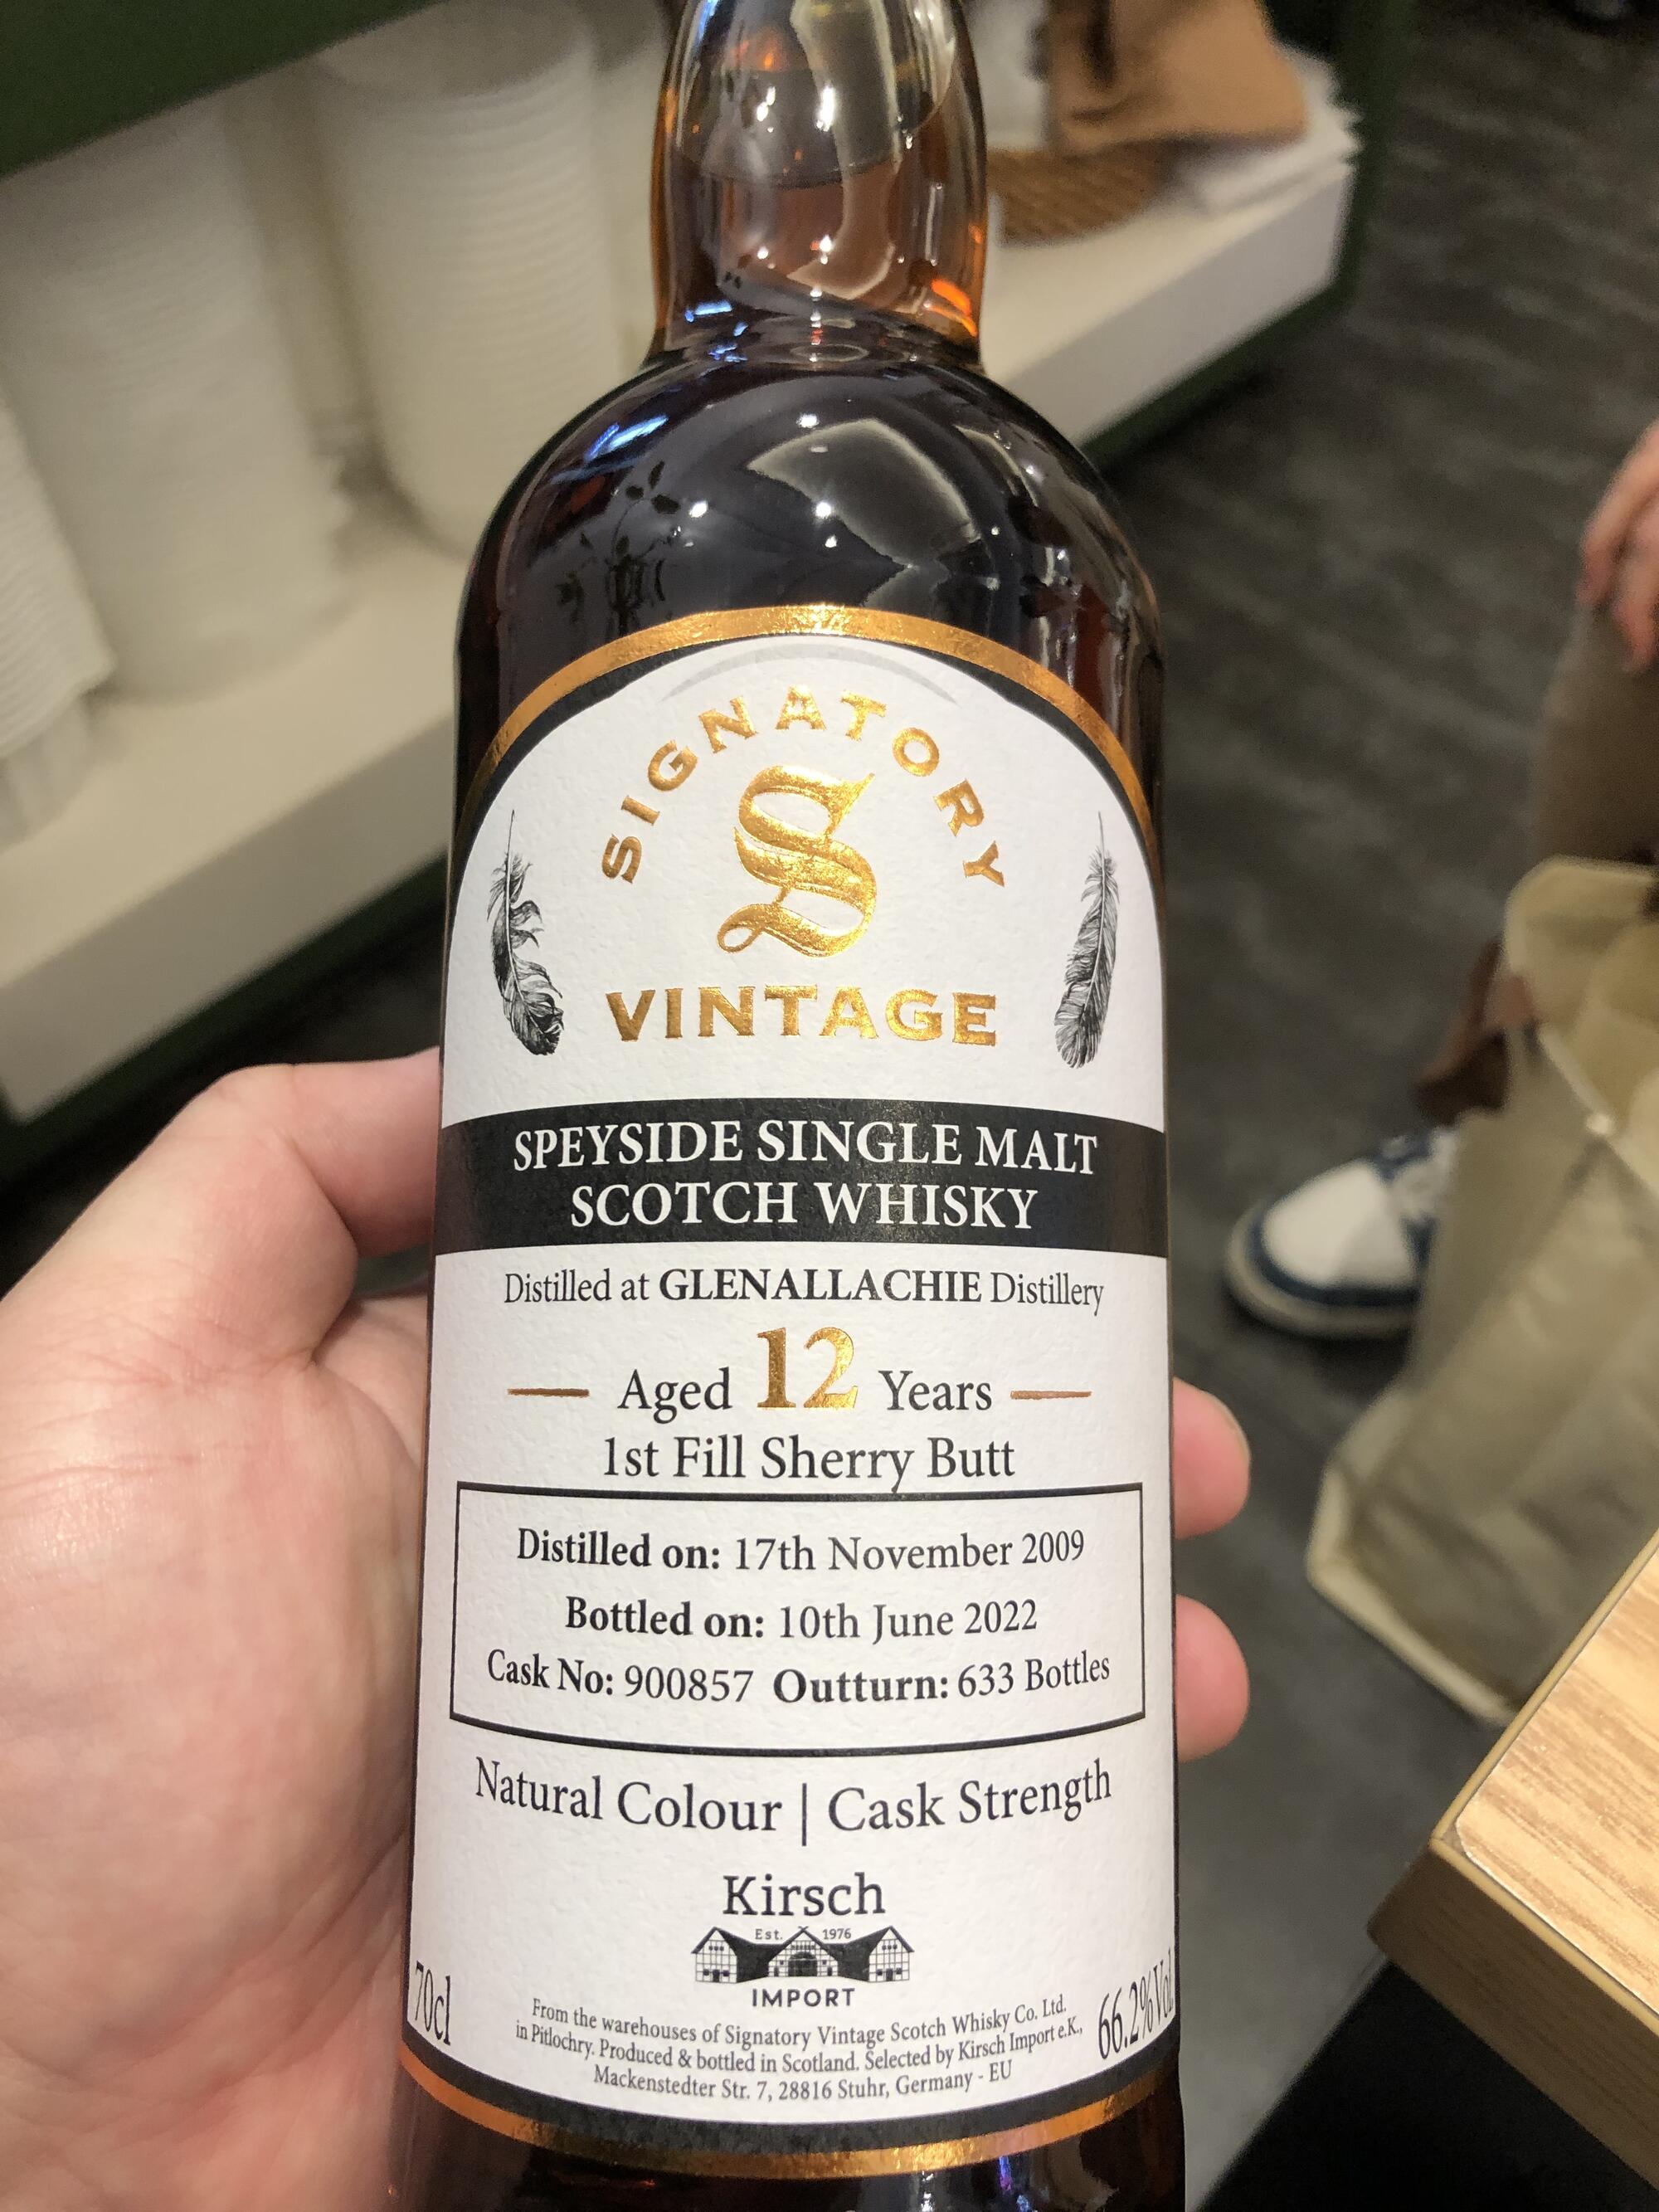 SIGNATORY
S
VINTAGE
SPEYSIDE SINGLE MALT
SCOTCH WHISKY
Distilled at GLENALLACHIE Distillery
Aged 12 Years
1st Fill Sherry Butt
Distilled on: 17th November 2009
Bottled on: 10th June 2022
Cask No: 900857 Outturn: 633 Bottles
Natural Colour | Cask Strength
Kirsch
Est. 1976
IMPORT
70cl
66.2%Vol.
From the warehouses of Signatory Vintage Scotch Whisky Co. Ltd.
in Pitlochry. Produced & bottled in Scotland. Selected by Kirsch Import e.K.,
Mackenstedter Str. 7, 28816 Stuhr, Germany - EU